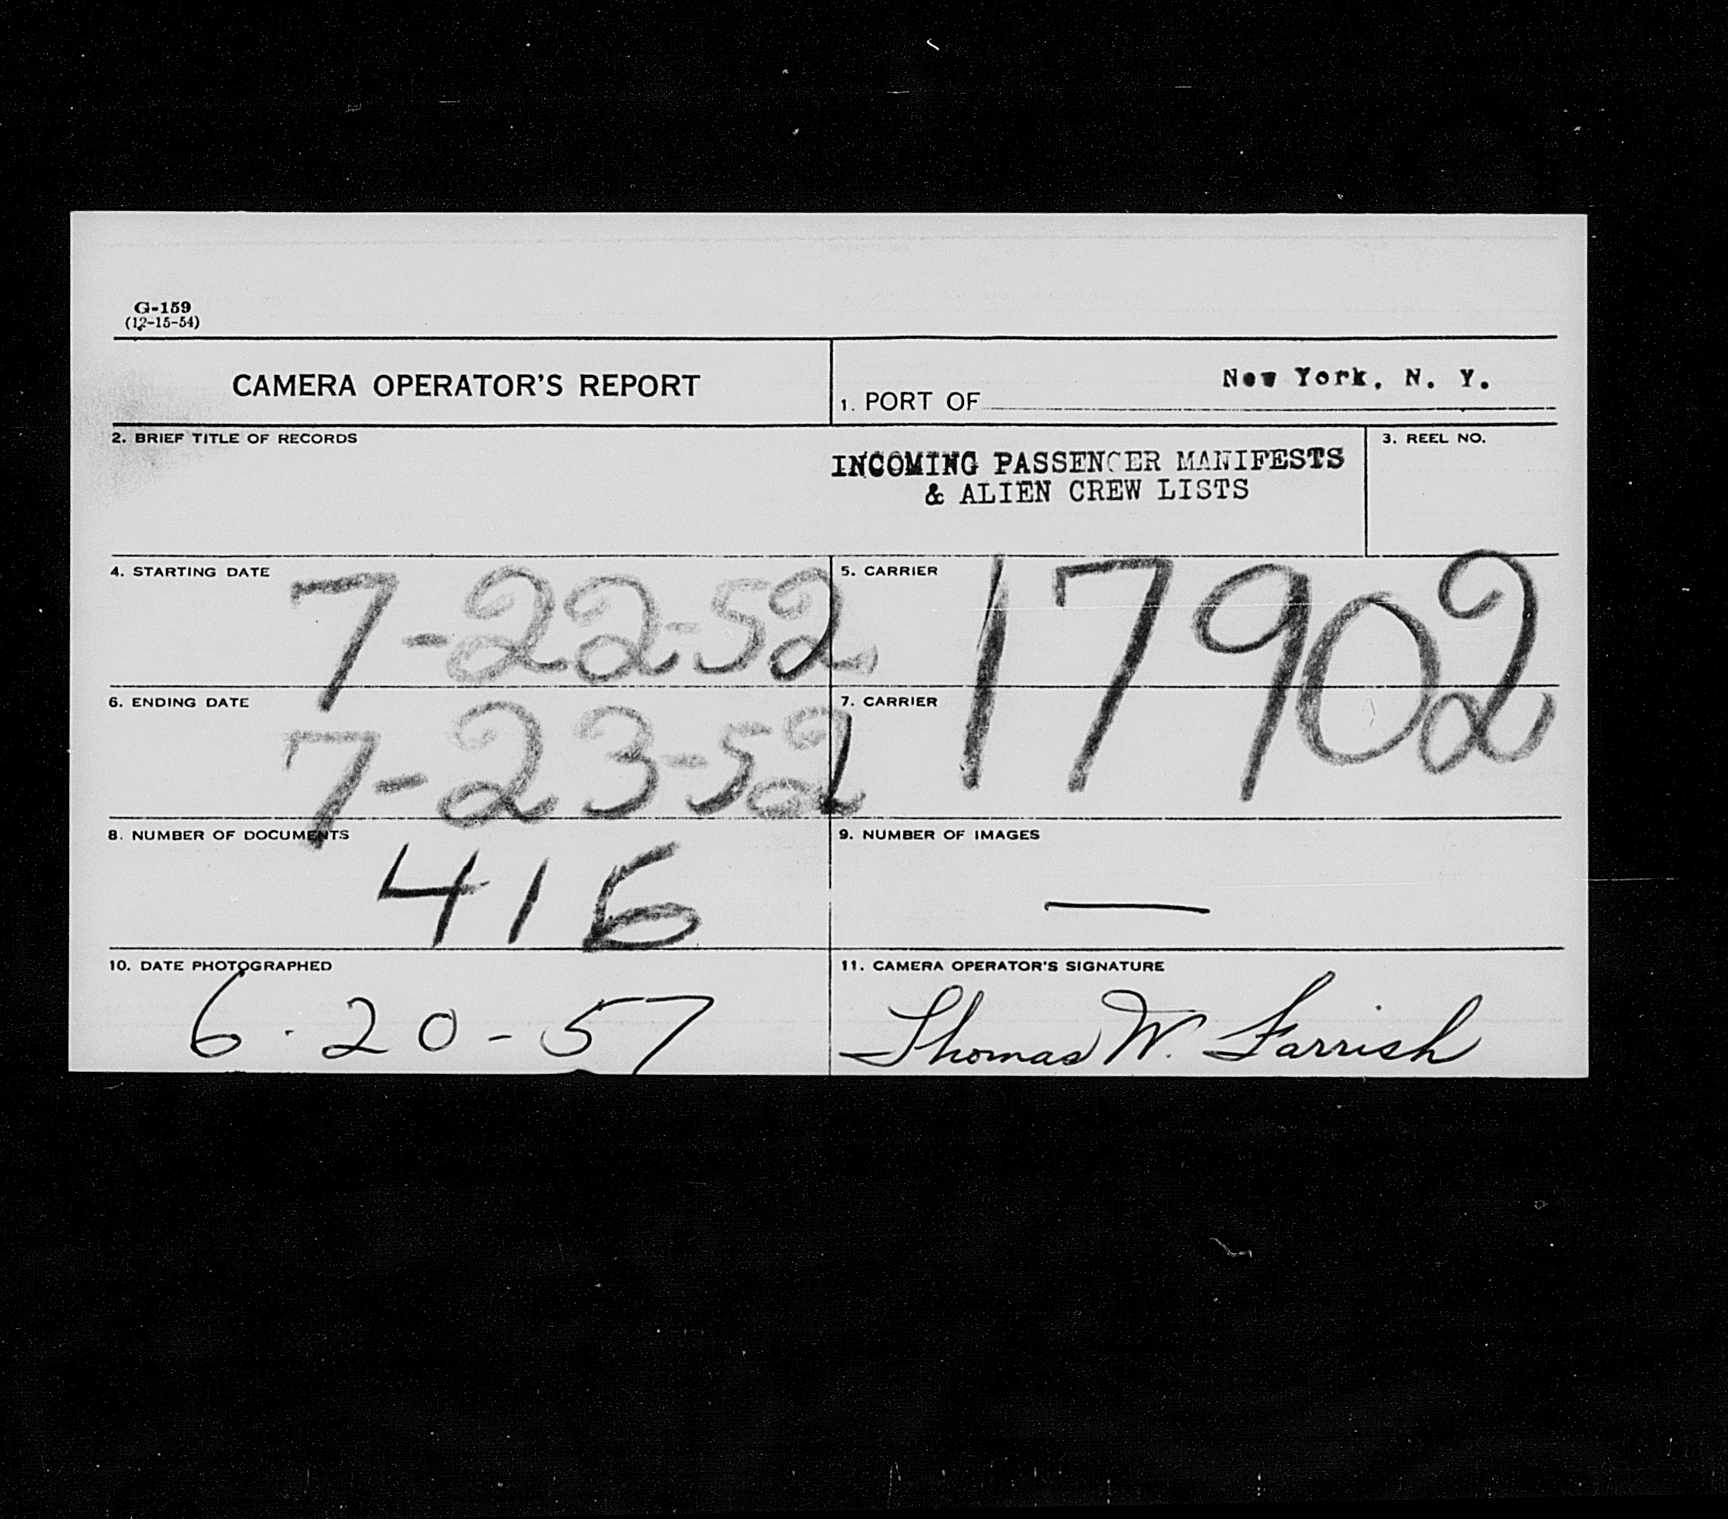 G-159
(12-15-54)
CAMERA OPERATOR'S REPORT
1. PORT OF New York, N. Y.
2. BRIEF TITLE OF RECORDS
INCOMING PASSENGER MANIFESTS
& ALIEN CREW LISTS
3. REEL NO.
4. STARTING DATE
7-22-52
5. CARRIER
17902
6. ENDING DATE
7-23-52
7. CARRIER
8. NUMBER OF DOCUMENTS
416
9. NUMBER OF IMAGES
—
10. DATE PHOTOGRAPHED
6-20-57
11. CAMERA OPERATOR'S SIGNATURE
Thomas W. Farrish